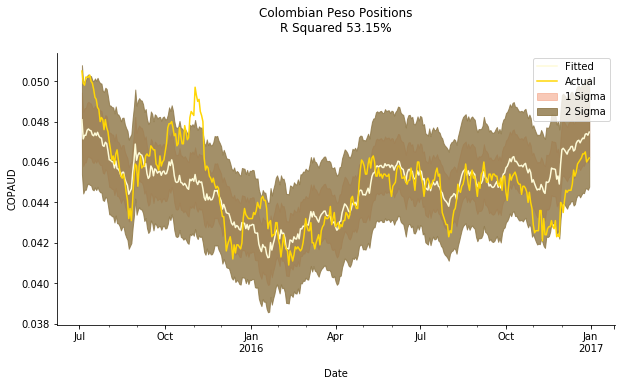 Colombian Peso Positions
R Squared 53.15%
Fitted
Actual
1 Sigma
2 Sigma
COPAUD
0.050
0.048
0.046
0.044
0.042
0.040
0.038
Jul Oct Jan Apr Jul Oct Jan
2016 2017
Date